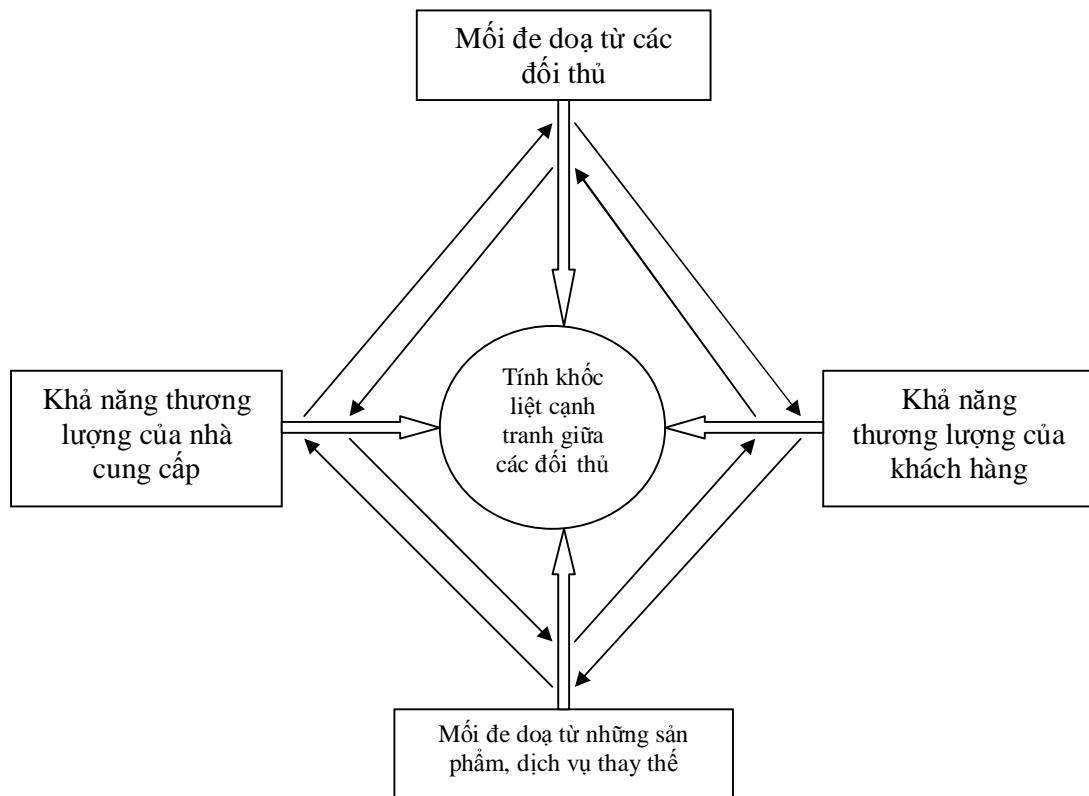 Mối đe doạ từ các
đối thủ
Khả năng thương
lượng của nhà
cung cấp
Tính khốc
liệt cạnh
tranh giữa
các đối thủ
Khả năng
thương lượng của
khách hàng
Mối đe doạ từ những sản
phẩm, dịch vụ thay thế